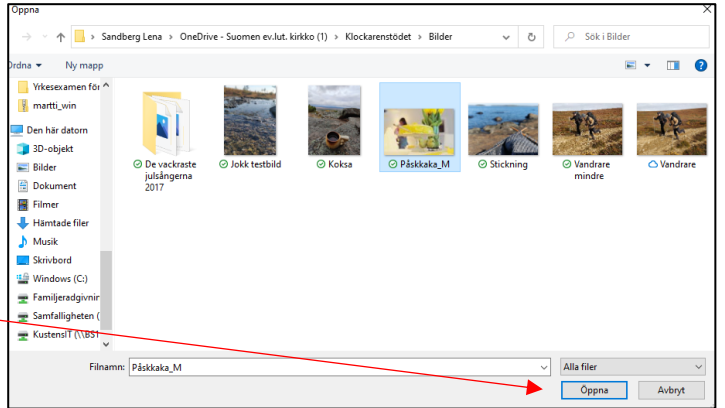 Öppna
Sandberg Lena > OneDrive - Suomen ev.lut. kirkko (1) > Klockarenstödet > Bilder
Sök i Bilder
Ordna
Ny mapp
Yrkesexamen för
martti_win
Den här datorn
3D-objekt
Bilder
Dokument
Filmer
Hämtade filer
Musik
Skrivbord
Windows (C:)
Familjeradgivnir
Samfalligheten (
KustensIT (\\BS1
De vackraste
julsångerna
2017
Jokk testbild
Koksa
Påskkaka_M
Stickning
Vandrare
mindre
Vandrare
Filnamn:
Påskkaka_M
Alla filer
Öppna
Avbryt